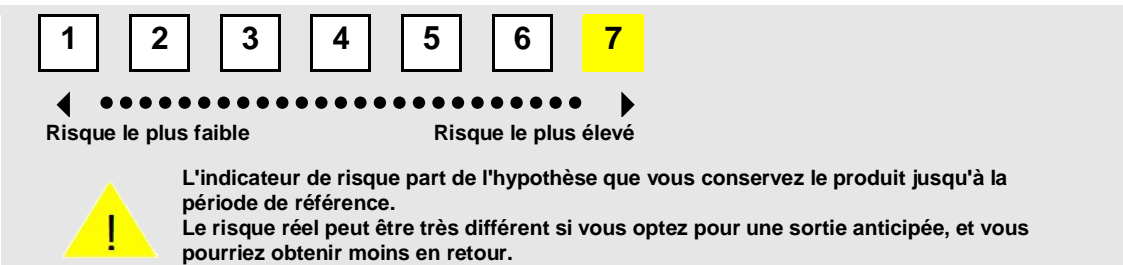 1 2 3 4 5 6 7
Risque le plus faible Risque le plus élevé
L'indicateur de risque part de l'hypothèse que vous conservez le produit jusqu'à la
période de référence.
Le risque réel peut être très différent si vous optez pour une sortie anticipée, et vous
pourriez obtenir moins en retour.
!